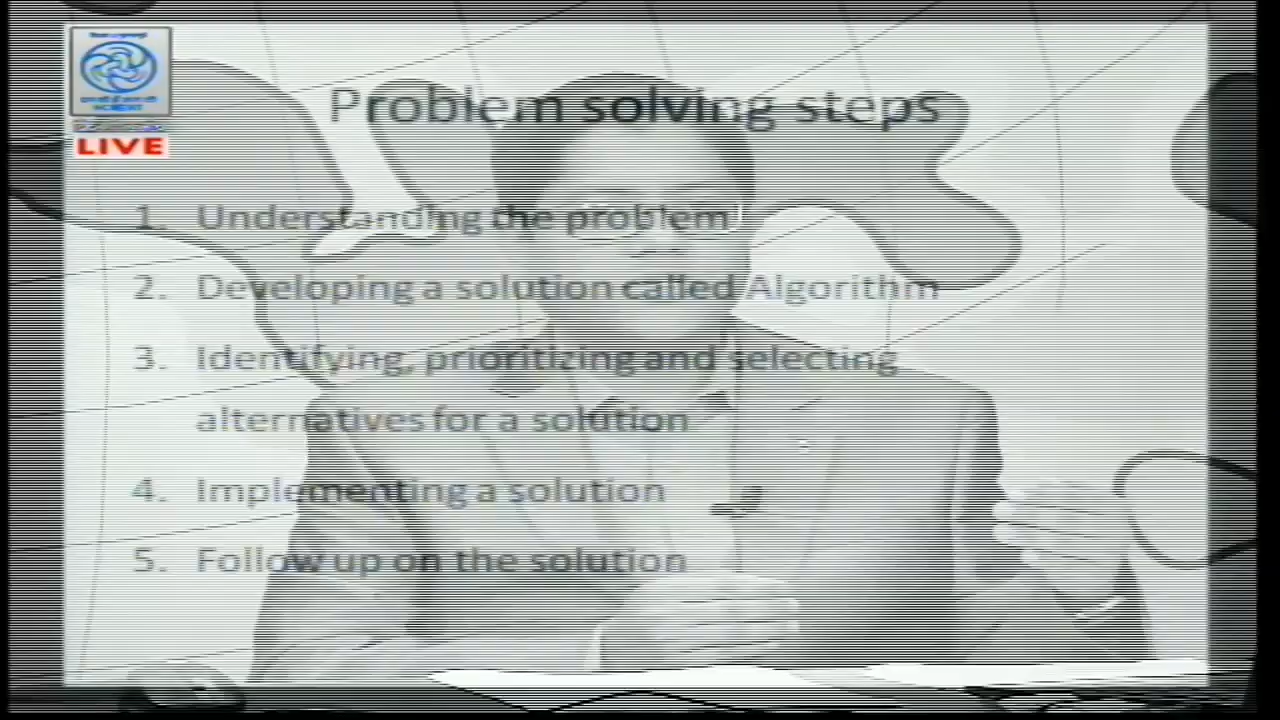 Problem solving steps
LIVE
1. Understanding the problem
2. Developing a solution called Algorithm
3. Identifying, prioritizing and selecting
alternatives for a solution
4. Implementing a solution
5. Follow up on the solution